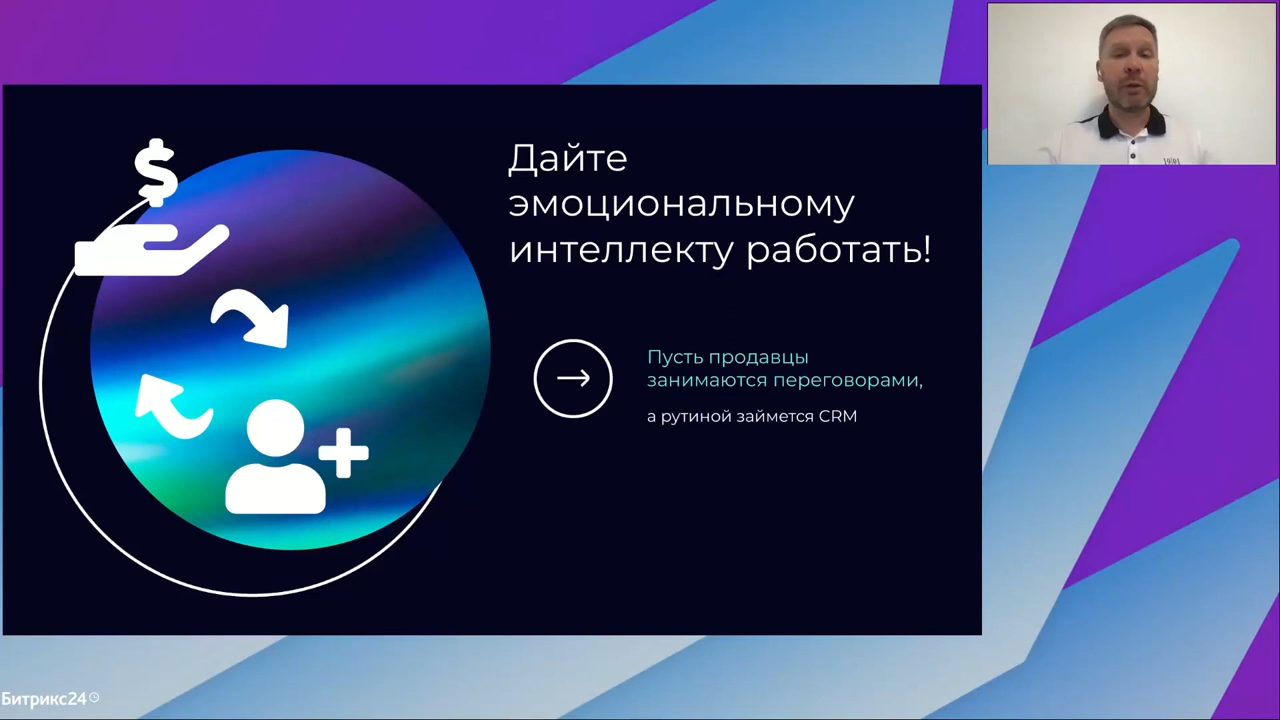 Дайте
эмоциональному
интеллекту работать!
Пусть продавцы
занимаются переговорами,
а рутиной займется CRM
Битрикс24